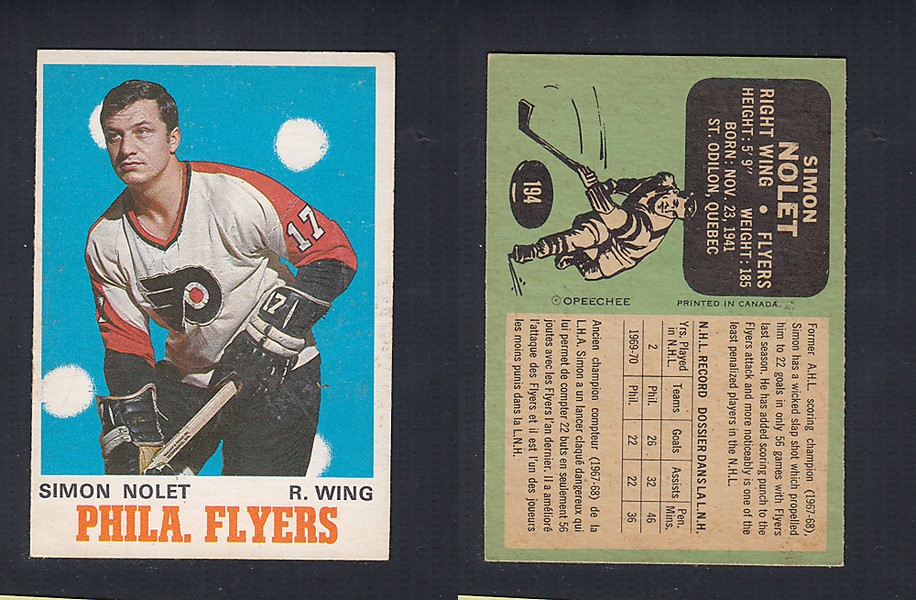 17
17
SIMON NOLET R. WING
PHILA. FLYERS
194
SIMON
NOLET
RIGHT WING • FLYERS
HEIGHT: 5'9" WEIGHT: 185
BORN: NOV. 23, 1941
ST. ODILON, QUEBEC
© OPEECHEE PRINTED IN CANADA
Former A.H.L. scoring champion (1967-68),
Simon has a wicked slap shot which propelled
him to 22 goals in only 56 games with Flyers
last season. He has added scoring punch to the
Flyers attack and more noticeably is one of the
least penalized players in the N.H.L.
N.H.L. RECORD DOSSIER DANS LA L.N.H.
Yrs. Played Teams Goals Assists Pen.
in N.H.L. Mins.
2 Phil. 26 32 46
1969-70 Phil. 22 22 36
Ancien champion compteur (1967-68) de la
L.H.A. Simon a un lancer claqué dangereux qui
lui permet de compter 22 buts en seulement 56
joutes avec les Flyers l'an dernier. Il a amélioré
l'attaque des Flyers et il est l'un des joueurs
les moins punis dans la L.N.H.